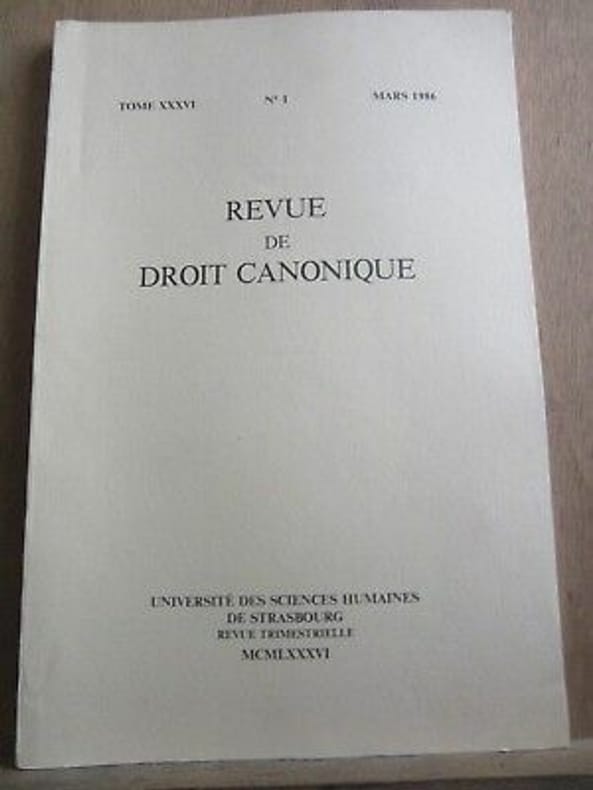 TOME XXXVI N° 1 MARS 1986
REVUE
DE
DROIT CANONIQUE
UNIVERSITÉ DES SCIENCES HUMAINES
DE STRASBOURG
REVUE TRIMESTRIELLE
MCMLXXXVI